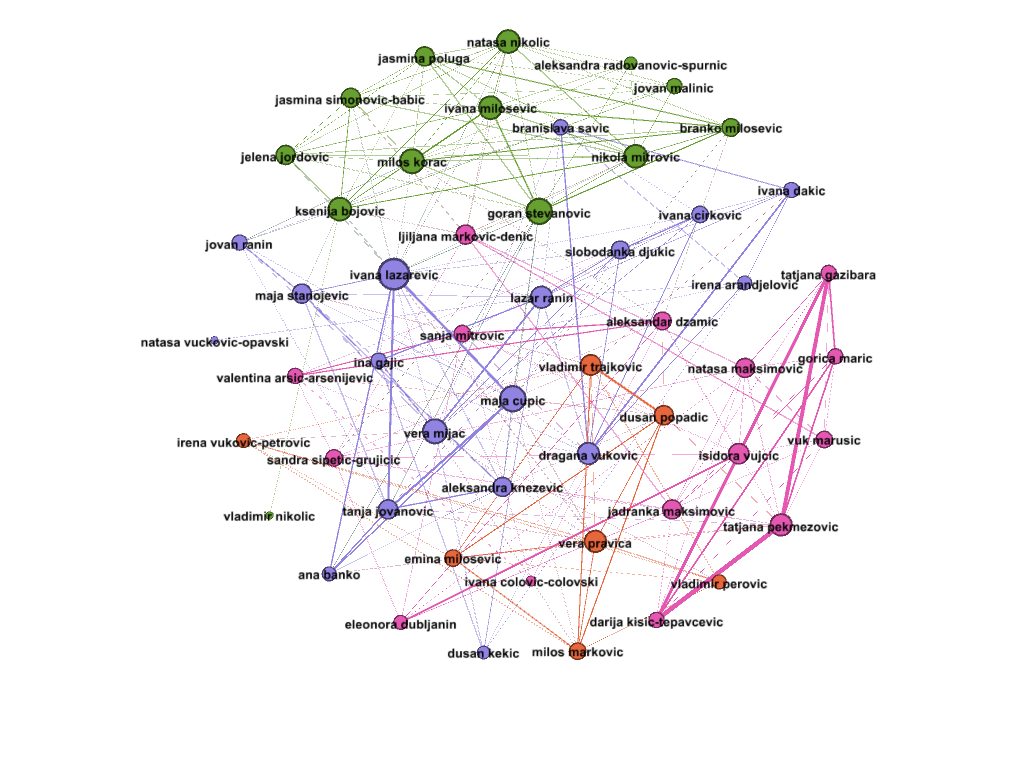 natasa nikolic
jasmina poluga
aleksandra radovanovic-spurnic
jovan malinic
jasmina simonovic-babic
ivana milosevic
branislava savic
branko milosevic
jelena jordovic
milos korac
nikola mitrovic
ivana dakic
ksenija bojovic
goran stevanovic
ivana cirkovic
ljiljana markovic-denic
jovan ranin
slobodanka djukic
ivana lazarevic
tatjana gazibara
irena arandjelovic
maja stanojevic
lazar ranin
aleksandar dzamic
sanja mitrovic
natasa vuckovic-opavski
gorica maric
ina gajic
vladimir trajkovic
natasa maksimovic
valentina arsic-arsenijevic
maja cupic
dusan popadic
vera mijac
vuk marusic
irena vukovic-petrovic
dragana vukovic
isidora vujcic
sandra sipetic-grujicic
aleksandra knezevic
tanja jovanovic
jadranka maksimovic
vladimir nikolic
tatjana pekmezovic
vera pravica
emina milosevic
ana banko
ivana colovic-colovski
vladimir perovic
eleonora dubljanin
darija kisic-tepavcevic
dusan kekic
milos markovic